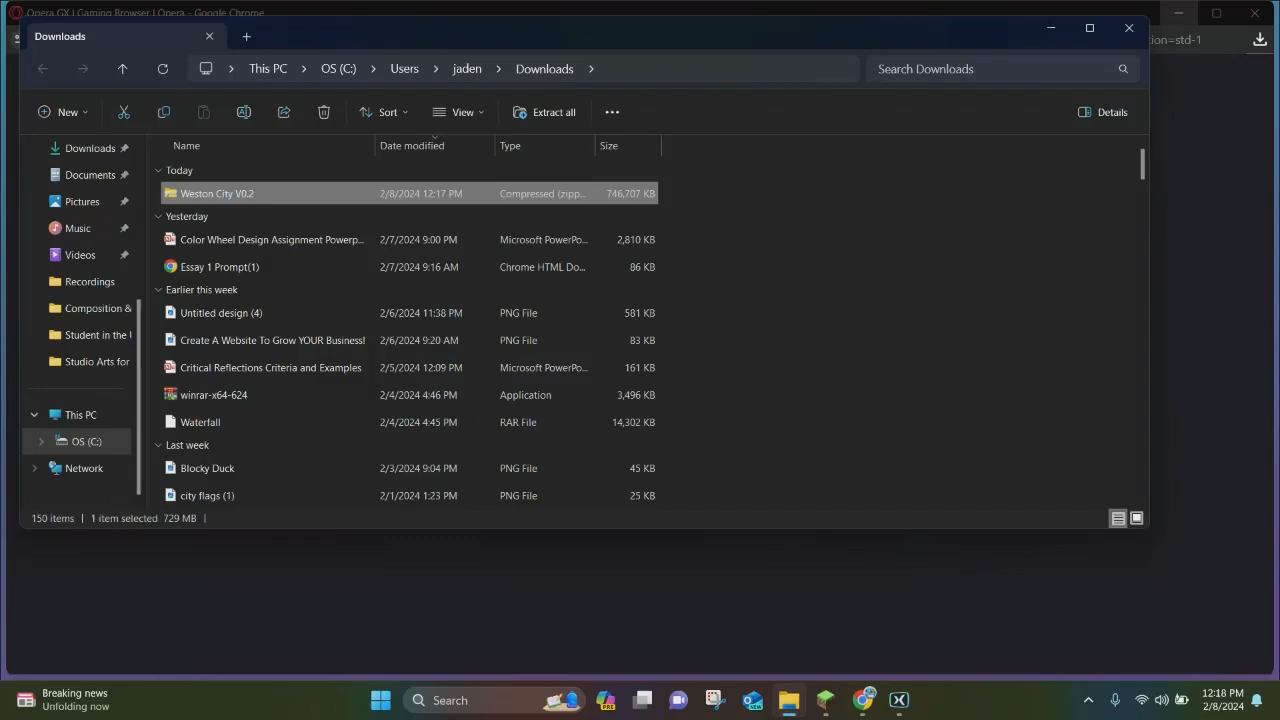 Opera GX | Gaming Browser | Opera - Google Chrome
Downloads
tion=std-1
This PC > OS (C:) > Users > jaden > Downloads >
Search Downloads
New
Sort
View
Extract all
Details
Name Date modified Type Size
Downloads
Documents
Pictures
Music
Videos
Recordings
Composition &
Student in the
Studio Arts for
This PC
OS (C:)
Network
Today
Weston City V0.2 2/8/2024 12:17 PM Compressed (zipp... 746,707 KB
Yesterday
Color Wheel Design Assignment Powerp... 2/7/2024 9:00 PM Microsoft PowerPo... 2,810 KB
Essay 1 Prompt(1) 2/7/2024 9:16 AM Chrome HTML Do... 86 KB
Earlier this week
Untitled design (4) 2/6/2024 11:38 PM PNG File 581 KB
Create A Website To Grow YOUR Business! 2/6/2024 9:20 AM PNG File 83 KB
Critical Reflections Criteria and Examples 2/5/2024 12:09 PM Microsoft PowerPo... 161 KB
winrar-x64-624 2/4/2024 4:46 PM Application 3,496 KB
Waterfall 2/4/2024 4:45 PM RAR File 14,302 KB
Last week
Blocky Duck 2/3/2024 9:04 PM PNG File 45 KB
city flags (1) 2/1/2024 1:23 PM PNG File 25 KB
150 items | 1 item selected 729 MB |
Breaking news
Unfolding now
Search
PRE
NEW
12:18 PM
2/8/2024